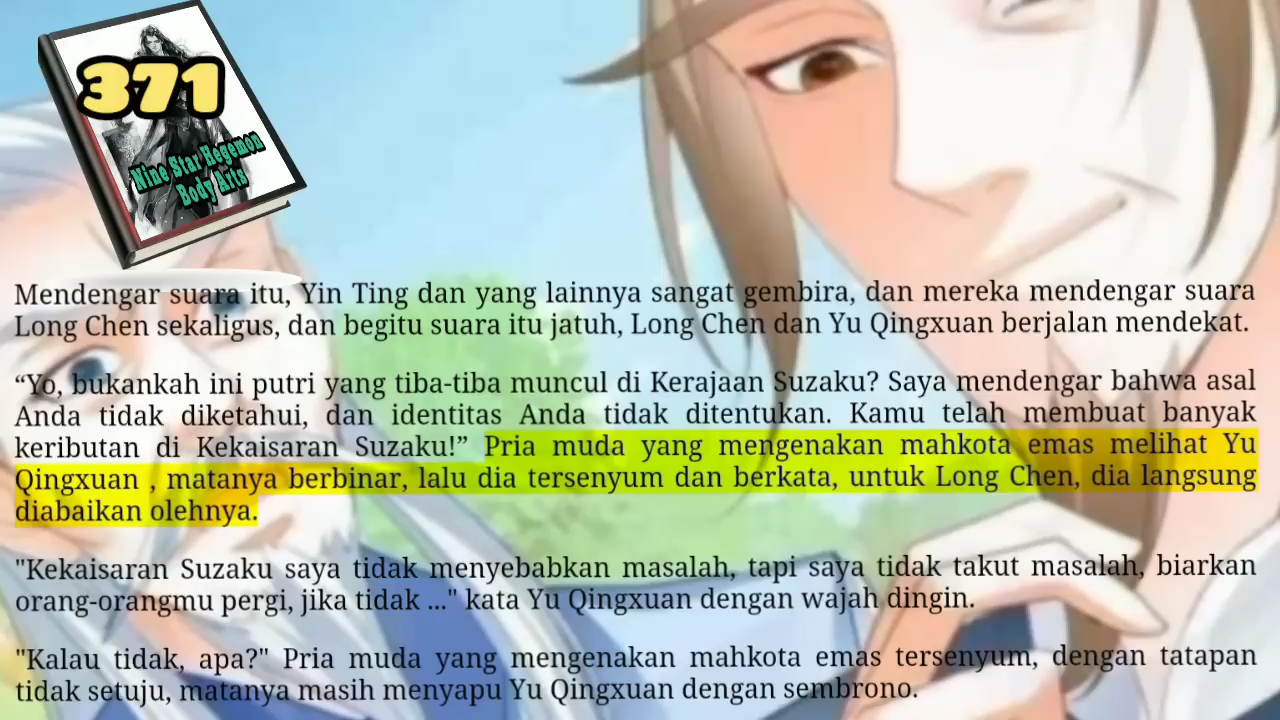 371
Nine Star Hegemon
Body Arts
Mendengar suara itu, Yin Ting dan yang lainnya sangat gembira, dan mereka mendengar suara
Long Chen sekaligus, dan begitu suara itu jatuh, Long Chen dan Yu Qingxuan berjalan mendekat.
“Yo, bukankah ini putri yang tiba-tiba muncul di Kerajaan Suzaku? Saya mendengar bahwa asal
Anda tidak diketahui, dan identitas Anda tidak ditentukan. Kamu telah membuat banyak
keributan di Kekaisaran Suzaku!” Pria muda yang mengenakan mahkota emas melihat Yu
Qingxuan , matanya berbinar, lalu dia tersenyum dan berkata, untuk Long Chen, dia langsung
diabaikan olehnya.
"Kekaisaran Suzaku saya tidak menyebabkan masalah, tapi saya tidak takut masalah, biarkan
orang-orangmu pergi, jika tidak ..." kata Yu Qingxuan dengan wajah dingin.
"Kalau tidak, apa?" Pria muda yang mengenakan mahkota emas tersenyum, dengan tatapan
tidak setuju, matanya masih menyapu Yu Qingxuan dengan sembrono.